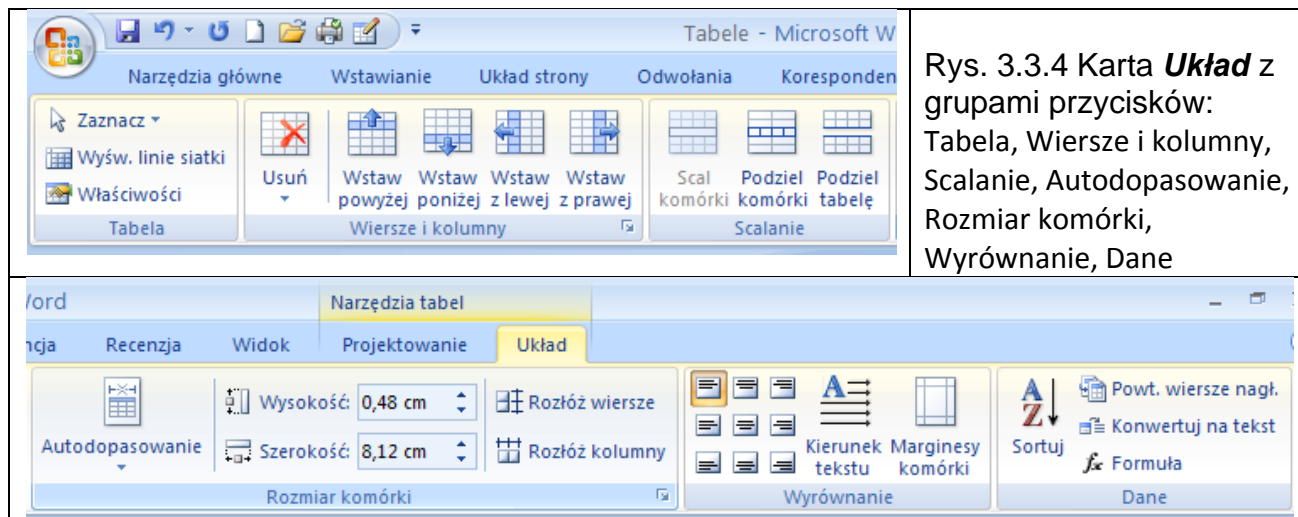 Tabele - Microsoft W
Narzędzia główne Wstawianie Układ strony Odwołania Koresponden
Zaznacz
Wyśw. linie siatki
Właściwości
Tabela
Usuń
Wstaw powyżej
Wstaw poniżej
Wstaw z lewej
Wstaw z prawej
Wiersze i kolumny
Scal komórki
Podziel komórki
Podziel tabelę
Scalanie
Rys. 3.3.4 Karta Układ z
grupami przycisków:
Tabela, Wiersze i kolumny,
Scalanie, Autodopasowanie,
Rozmiar komórki,
Wyrównanie, Dane
Word Narzędzia tabel
ncja Recenzja Widok Projektowanie Układ
Autodopasowanie
Wysokość: 0,48 cm
Szerokość: 8,12 cm
Rozłóż wiersze
Rozłóż kolumny
Rozmiar komórki
Kierunek tekstu
Marginesy komórki
Wyrównanie
A
Z
Sortuj
Powt. wiersze nagł.
Konwertuj na tekst
fx Formuła
Dane